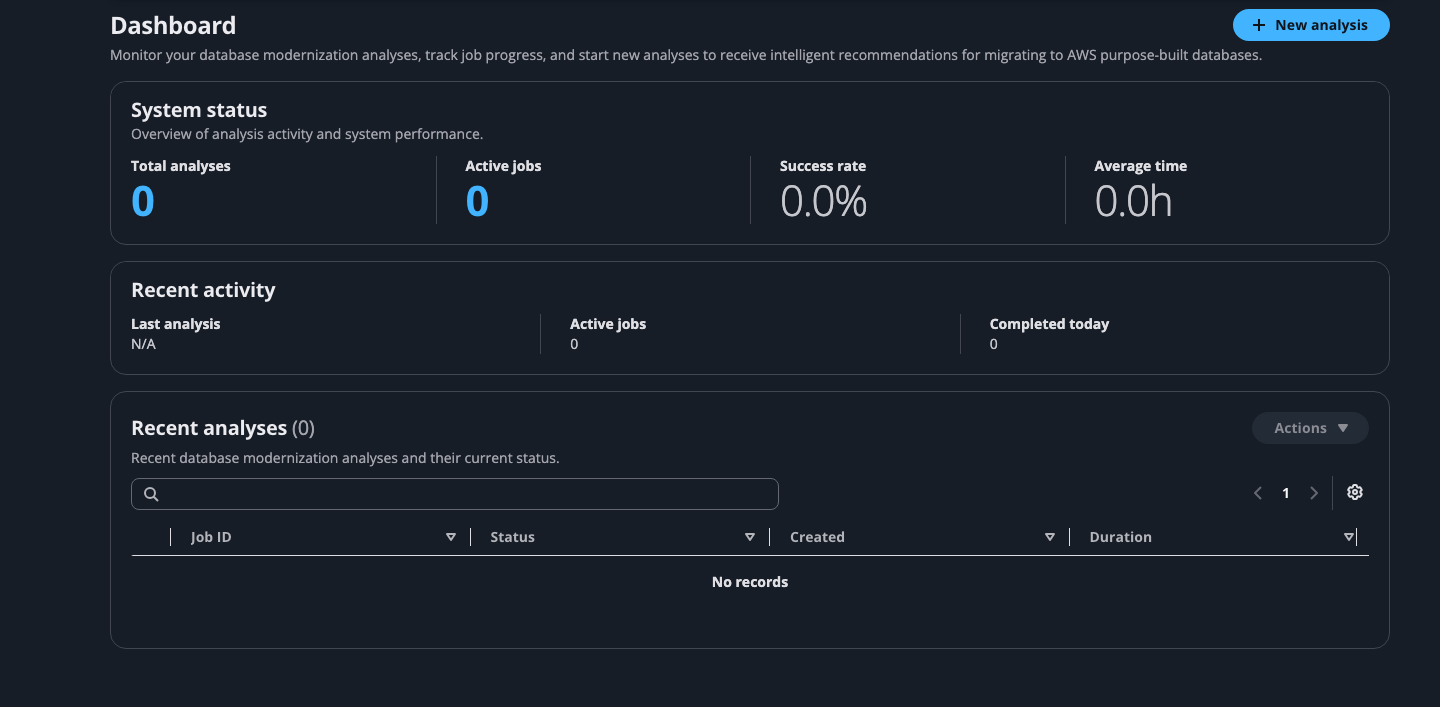 Dashboard
+ New analysis
Monitor your database modernization analyses, track job progress, and start new analyses to receive intelligent recommendations for migrating to AWS purpose-built databases.
System status
Overview of analysis activity and system performance.
Total analyses
0
Active jobs
0
Success rate
0.0%
Average time
0.0h
Recent activity
Last analysis
N/A
Active jobs
0
Completed today
0
Recent analyses (0)
Actions
Recent database modernization analyses and their current status.
1
Job ID
Status
Created
Duration
No records